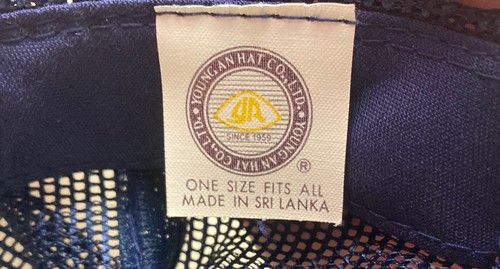 YOUNG AN HAT CO., LTD. • YOUNG AN HAT CO., LTD. •
YA
SINCE 1959
®
ONE SIZE FITS ALL
MADE IN SRI LANKA